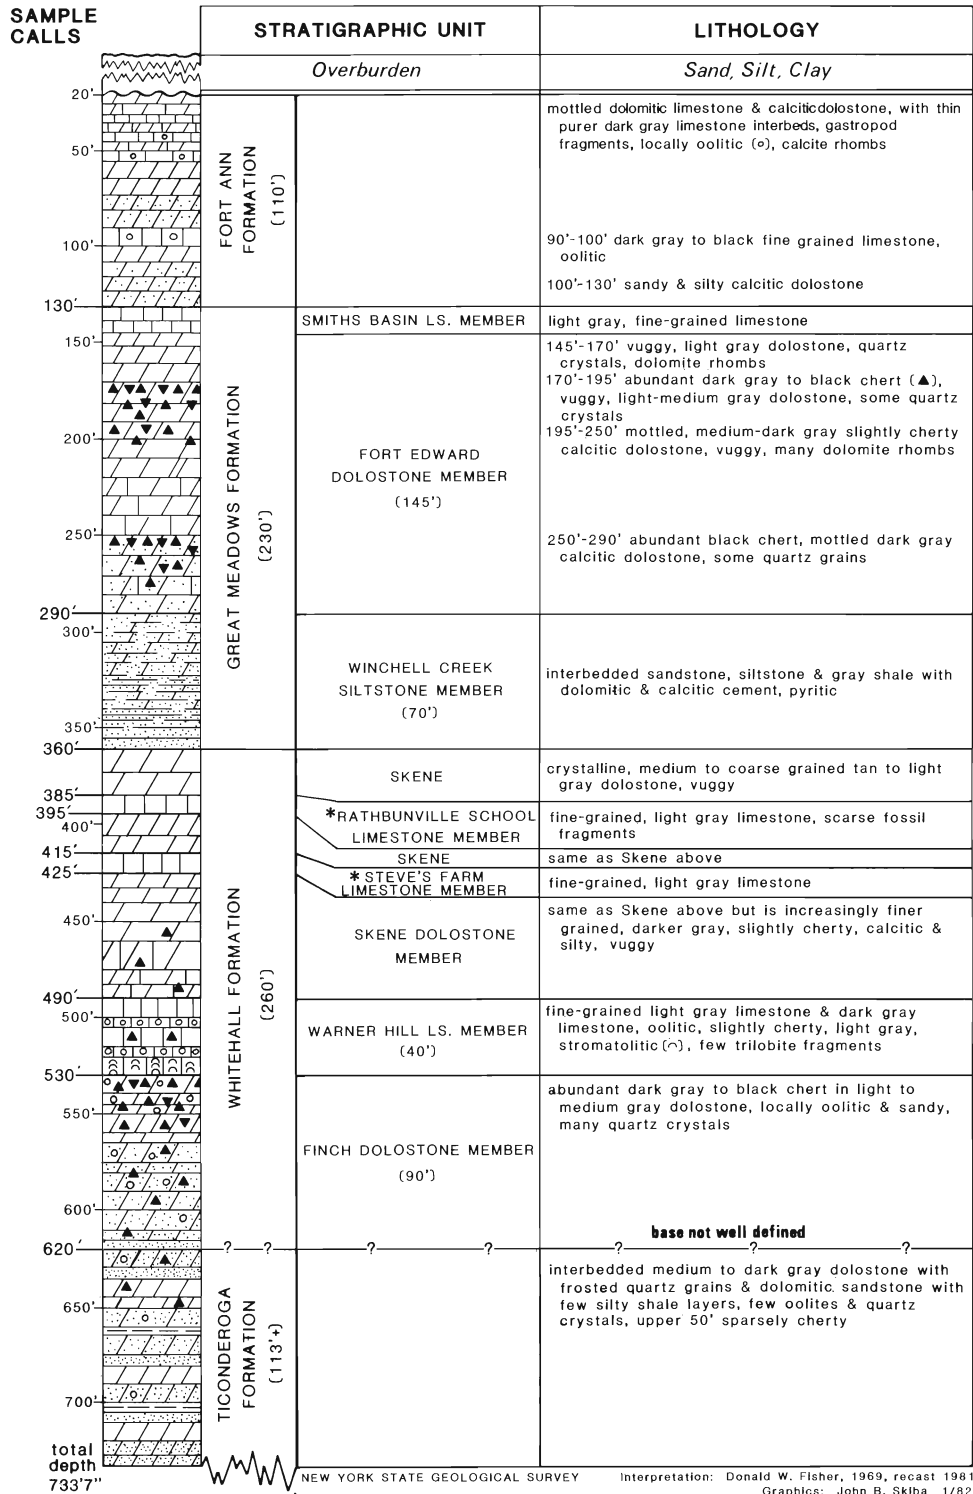 SAMPLE
CALLS
STRATIGRAPHIC UNIT
LITHOLOGY
Overburden
Sand, Silt, Clay
20'
50'
100'
130'
FORT ANN
FORMATION
(110')
mottled dolomitic limestone & calciticdolostone, with thin
purer dark gray limestone interbeds, gastropod
fragments, locally oolitic (o), calcite rhombs
90'-100' dark gray to black fine grained limestone,
oolitic
100'-130' sandy & silty calcitic dolostone
150'
200'
250'
290'
300'
350'
360'
GREAT MEADOWS FORMATION
(230')
SMITHS BASIN LS. MEMBER
light gray, fine-grained limestone
FORT EDWARD
DOLOSTONE MEMBER
(145')
145'-170' vuggy, light gray dolostone, quartz
crystals, dolomite rhombs
170'-195' abundant dark gray to black chert (▲),
vuggy, light-medium gray dolostone, some quartz
crystals
195'-250' mottled, medium-dark gray slightly cherty
calcitic dolostone, vuggy, many dolomite rhombs
250'-290' abundant black chert, mottled dark gray
calcitic dolostone, some quartz grains
WINCHELL CREEK
SILTSTONE MEMBER
(70')
interbedded sandstone, siltstone & gray shale with
dolomitic & calcitic cement, pyritic
385'
395'
400'
415'
425'
450'
490'
500'
530'
550'
600'
620'
WHITEHALL FORMATION
(260')
SKENE
crystalline, medium to coarse grained tan to light
gray dolostone, vuggy
*RATHBUNVILLE SCHOOL
LIMESTONE MEMBER
fine-grained, light gray limestone, scarse fossil
fragments
SKENE
same as Skene above
*STEVE'S FARM
LIMESTONE MEMBER
fine-grained, light gray limestone
SKENE DOLOSTONE
MEMBER
same as Skene above but is increasingly finer
grained, darker gray, slightly cherty, calcitic &
silty, vuggy
WARNER HILL LS. MEMBER
(40')
fine-grained light gray limestone & dark gray
limestone, oolitic, slightly cherty, light gray,
stromatolitic (⌒), few trilobite fragments
FINCH DOLOSTONE MEMBER
(90')
abundant dark gray to black chert in light to
medium gray dolostone, locally oolitic & sandy,
many quartz crystals
base not well defined
? ? ? ? ? ? ?
650'
700'
total
depth
733'7"
TICONDEROGA
FORMATION
(113'+)
interbedded medium to dark gray dolostone with
frosted quartz grains & dolomitic sandstone with
few silty shale layers, few oolites & quartz
crystals, upper 50' sparsely cherty
NEW YORK STATE GEOLOGICAL SURVEY
Interpretation: Donald W. Fisher, 1969, recast 1981
Graphics: John B. Skiba 1/82